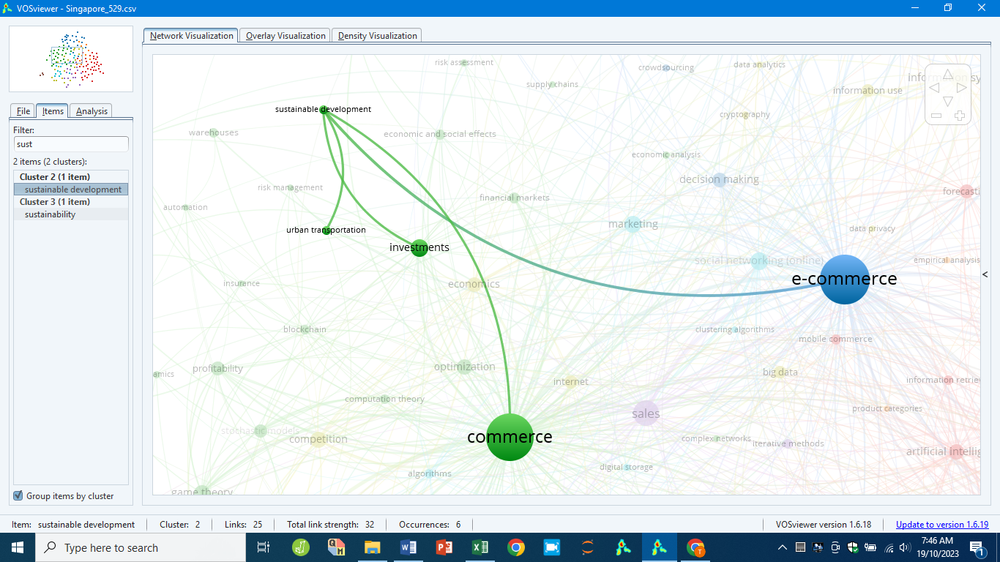 VOSviewer - Singapore_529.csv
Network Visualization
Overlay Visualization
Density Visualization
File
Items
Analysis
Filter:
sust
2 items (2 clusters):
Cluster 2 (1 item)
sustainable development
Cluster 3 (1 item)
sustainability
Group items by cluster
risk assessment
crowdsourcing
data analytics
supply chains
information use
sustainable development
cryptography
warehouses
economic and social effects
economic analysis
decision making
risk management
forecasti
financial markets
automation
marketing
urban transportation
data privacy
investments
social networking (online)
empirical analysis
e-commerce
<
insurance
economics
blockchain
clustering algorithms
mobile commerce
profitability
optimization
big data
amics
internet
information retrie
computation theory
product categories
sales
stochastic models
commerce
competition
complex networks
iterative methods
artificial intellig
algorithms
digital storage
game theory
Item: sustainable development Cluster: 2 Links: 25 Total link strength: 32 Occurrences: 6 VOSviewer version 1.6.18 Update to version 1.6.19
Type here to search
7:46 AM
19/10/2023